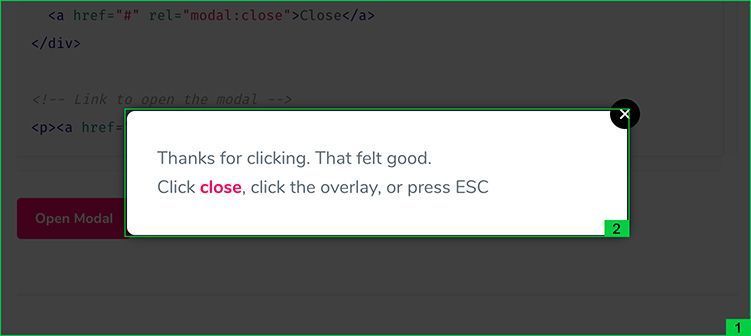 <a href="#" rel="modal:close">Close</a>
</div>
<!-- Link to open the modal -->
<p><a href=
Thanks for clicking. That felt good.
Click close, click the overlay, or press ESC
2
Open Modal
1